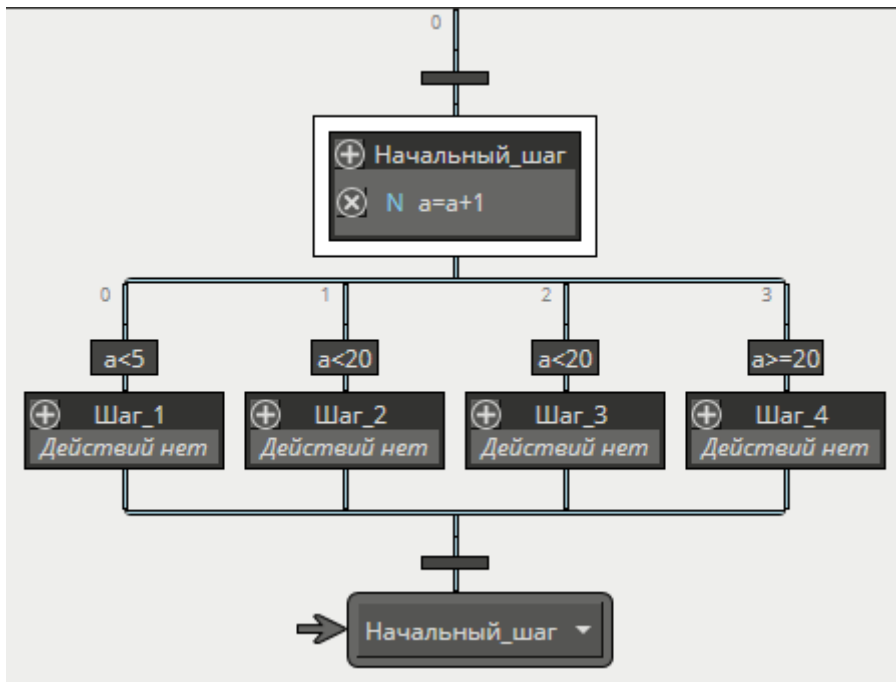 0
Начальный_шаг
N a=a+1
0 1 2 3
a<5 a<20 a<20 a>=20
Шаг_1 Шаг_2 Шаг_3 Шаг_4
Действий нет Действий нет Действий нет Действий нет
Начальный_шаг